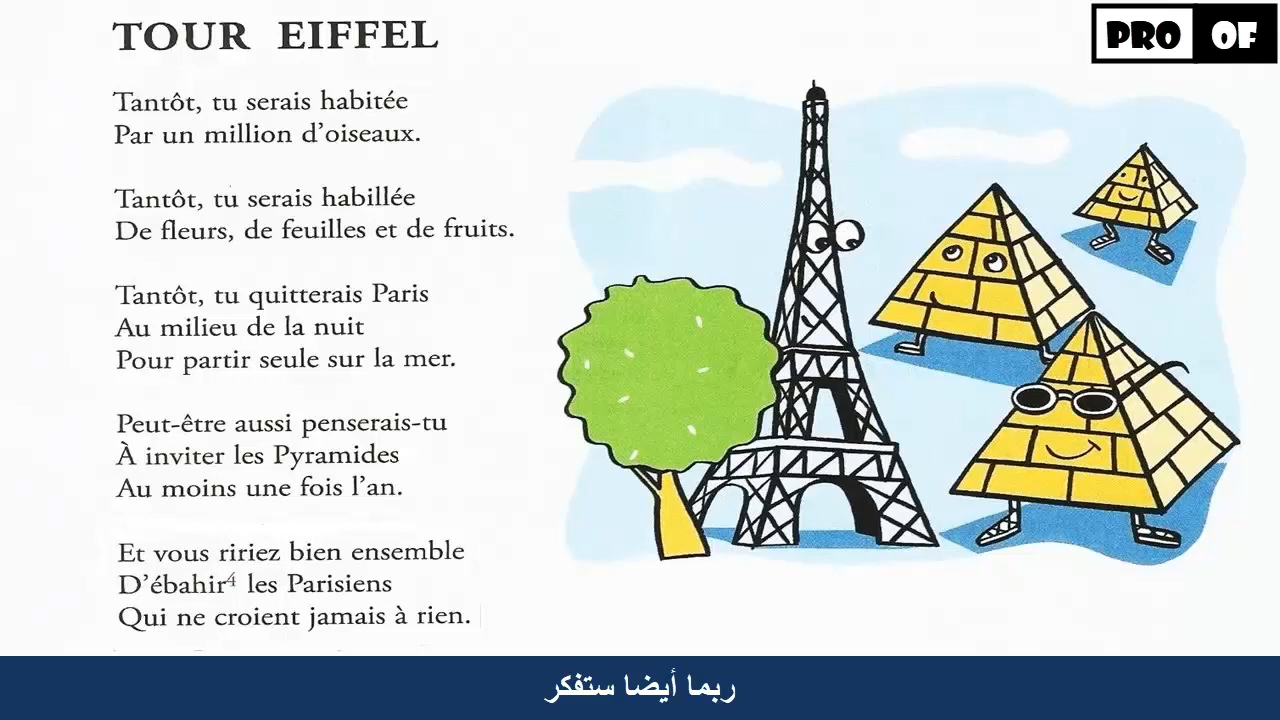 TOUR EIFFEL
PRO OF
Tantôt, tu serais habitée
Par un million d'oiseaux.
Tantôt, tu serais habillée
De fleurs, de feuilles et de fruits.
Tantôt, tu quitterais Paris
Au milieu de la nuit
Pour partir seule sur la mer.
Peut-être aussi penserais-tu
À inviter les Pyramides
Au moins une fois l'an.
Et vous ririez bien ensemble
D'ébahir⁴ les Parisiens
Qui ne croient jamais à rien.
ربما أيضا ستفكر